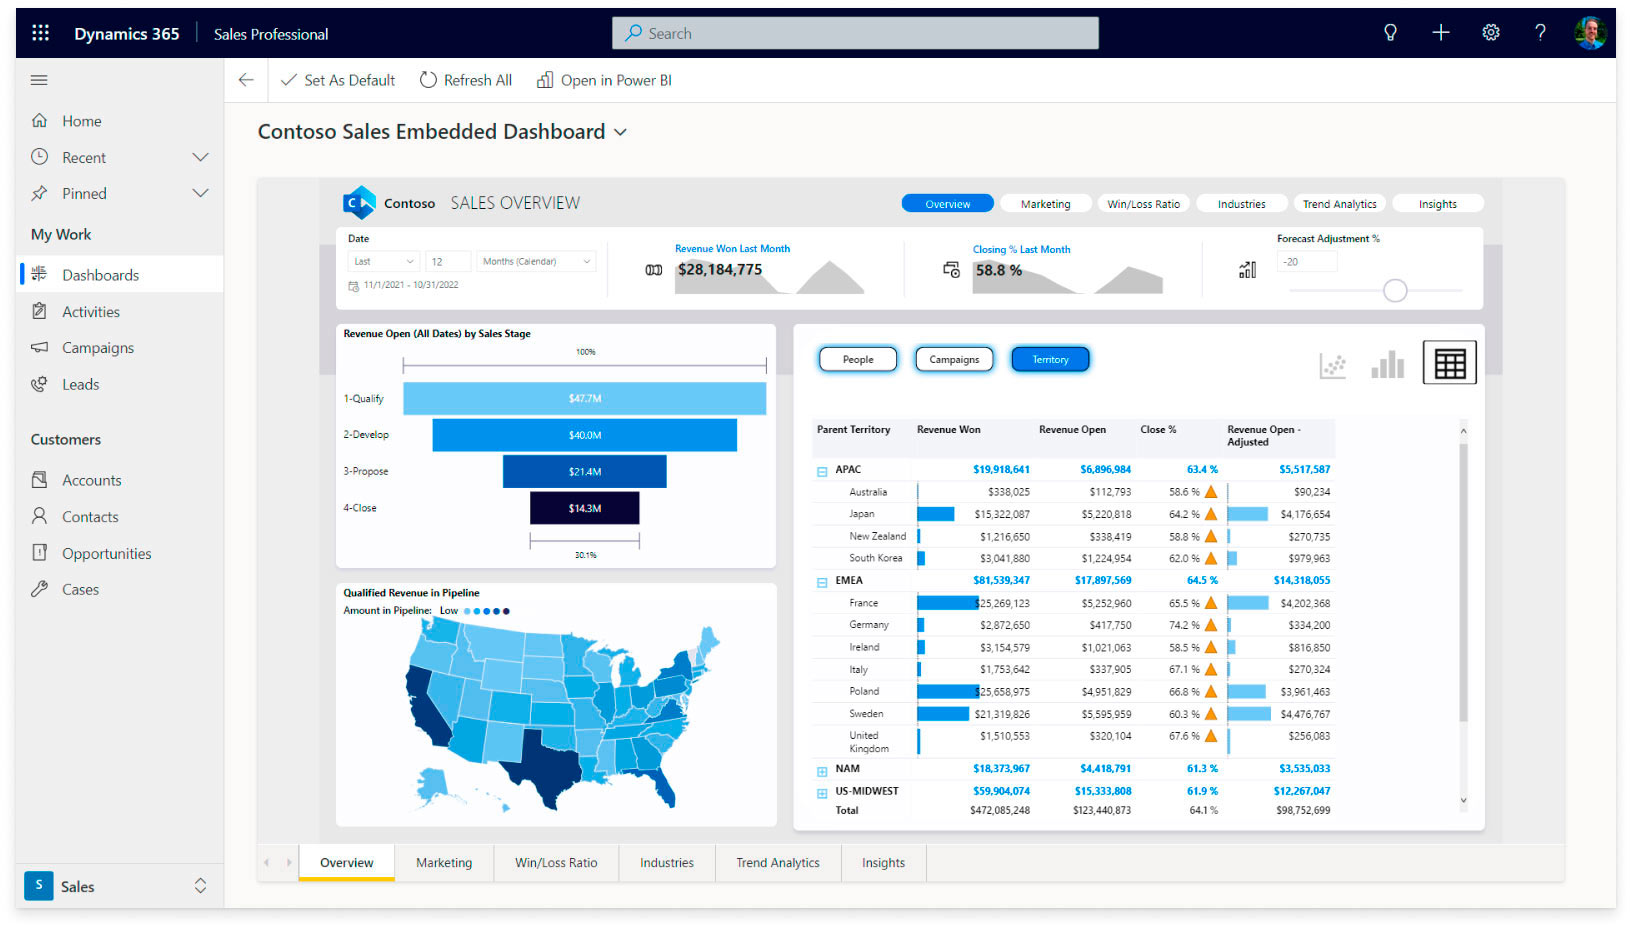 Dynamics 365
Sales Professional
Search
Set As Default
Refresh All
Open in Power BI
Home
Recent
Pinned
My Work
Dashboards
Activities
Campaigns
Leads
Customers
Accounts
Contacts
Opportunities
Cases
S
Sales
Contoso Sales Embedded Dashboard
C
Contoso
SALES OVERVIEW
Overview
Marketing
Win/Loss Ratio
Industries
Trend Analytics
Insights
Date
Last
12
Months (Calendar)
11/1/2021 - 10/31/2022
Revenue Won Last Month
$28,184,775
Closing % Last Month
58.8 %
Forecast Adjustment %
-20
Revenue Open (All Dates) by Sales Stage
100%
1-Qualify $47.7M
2-Develop $40.0M
3-Propose $21.4M
4-Close $14.3M
30.1%
Qualified Revenue in Pipeline
Amount in Pipeline: Low
People
Campaigns
Territory
Parent Territory Revenue Won Revenue Open Close % Revenue Open -
Adjusted
APAC $19,918,641 $6,896,984 63.4 % $5,517,587
Australia $338,025 $112,793 58.6 % $90,234
Japan $15,322,087 $5,220,818 64.2 % $4,176,654
New Zealand $1,216,650 $338,419 58.8 % $270,735
South Korea $3,041,880 $1,224,954 62.0 % $979,963
EMEA $81,539,347 $17,897,569 64.5 % $14,318,055
France $25,269,123 $5,252,960 65.5 % $4,202,368
Germany $2,872,650 $417,750 74.2 % $334,200
Ireland $3,154,579 $1,021,063 58.5 % $816,850
Italy $1,753,642 $337,905 67.1 % $270,324
Poland $25,658,975 $4,951,829 66.8 % $3,961,463
Sweden $21,319,826 $5,595,959 60.3 % $4,476,767
United
Kingdom $1,510,553 $320,104 67.6 % $256,083
NAM $18,373,967 $4,418,791 61.3 % $3,535,033
US-MIDWEST $59,904,074 $15,333,808 61.9 % $12,267,047
Total $472,085,248 $123,440,873 64.1 % $98,752,699
Overview
Marketing
Win/Loss Ratio
Industries
Trend Analytics
Insights